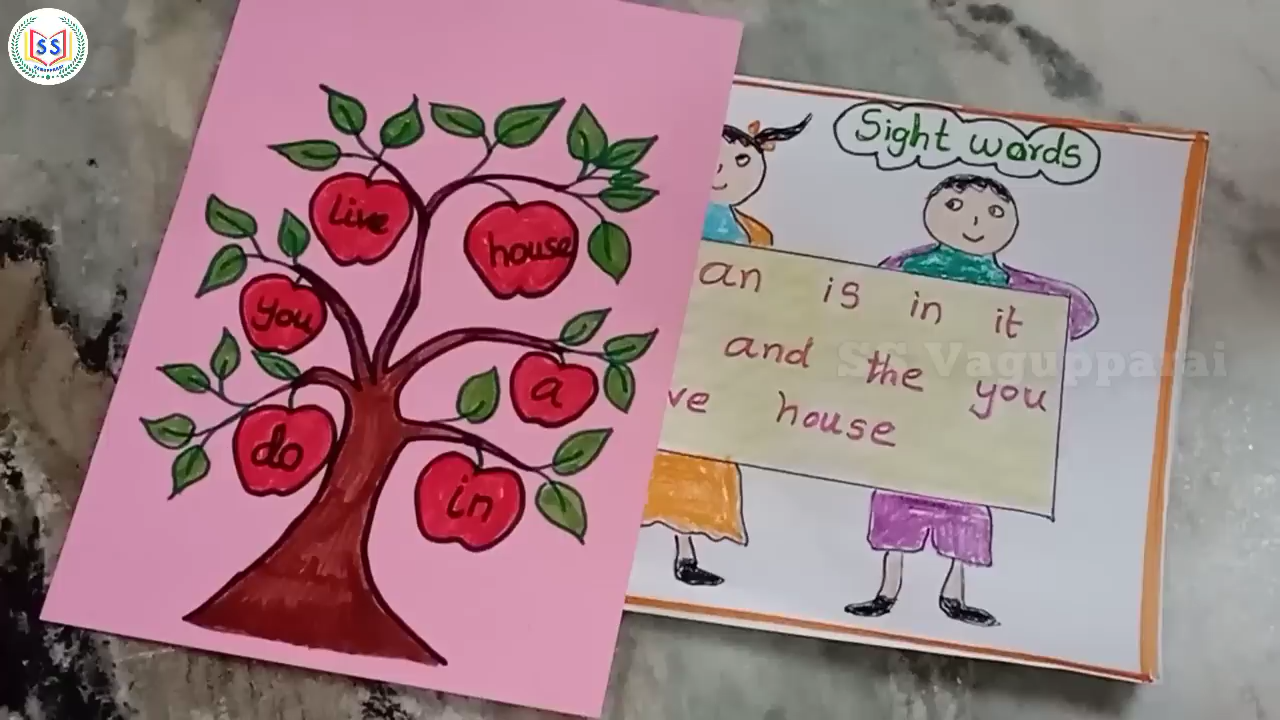 SS
live
house
you
a
do
in
Sight words
an is in it
and the you
ve house
SS Vagupparai